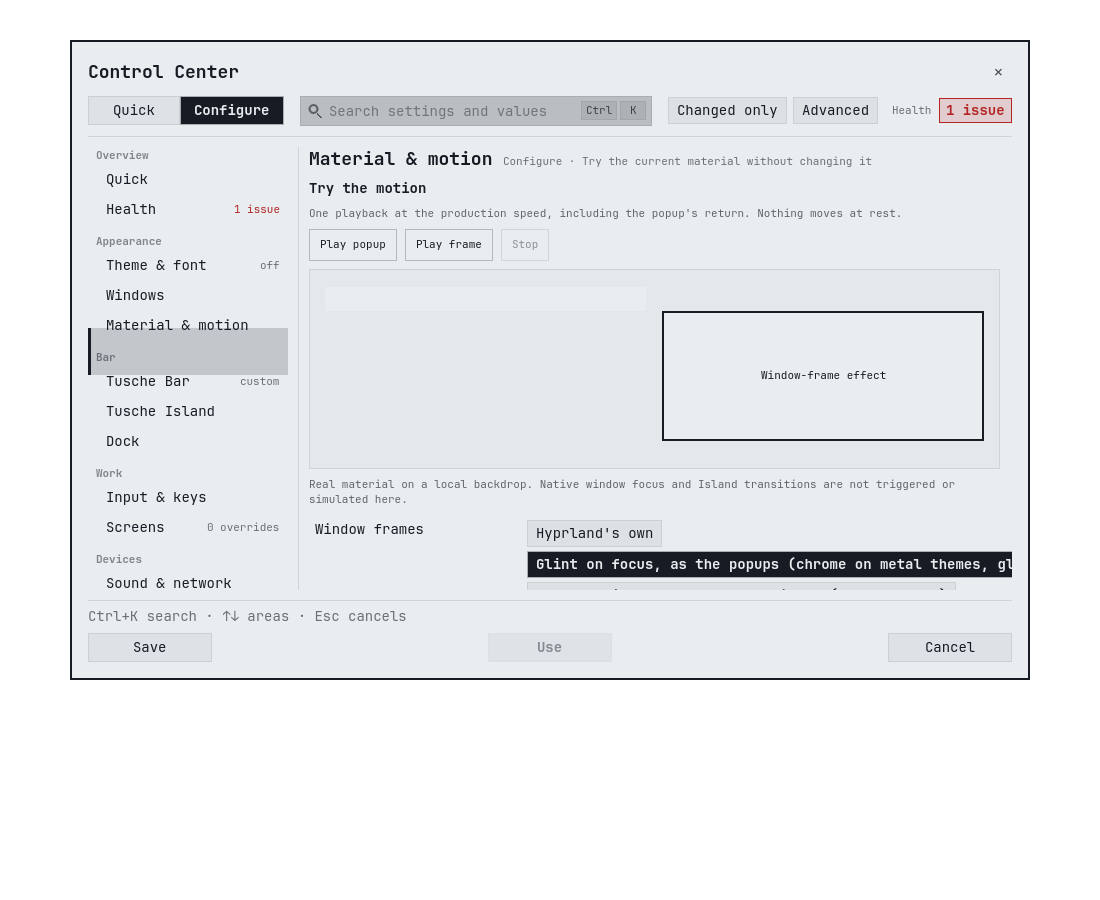 Control Center
×
Quick Configure Search settings and values Ctrl K Changed only Advanced Health 1 issue
Overview
Quick
Health 1 issue
Appearance
Theme & font off
Windows
Material & motion
Bar
Tusche Bar custom
Tusche Island
Dock
Work
Input & keys
Screens 0 overrides
Devices
Sound & network
Material & motion Configure · Try the current material without changing it
Try the motion
One playback at the production speed, including the popup's return. Nothing moves at rest.
Play popup Play frame Stop
Window-frame effect
Real material on a local backdrop. Native window focus and Island transitions are not triggered or
simulated here.
Window frames
Hyprland's own
Glint on focus, as the popups (chrome on metal themes,
Ctrl+K search · ↑↓ areas · Esc cancels
Save Use Cancel